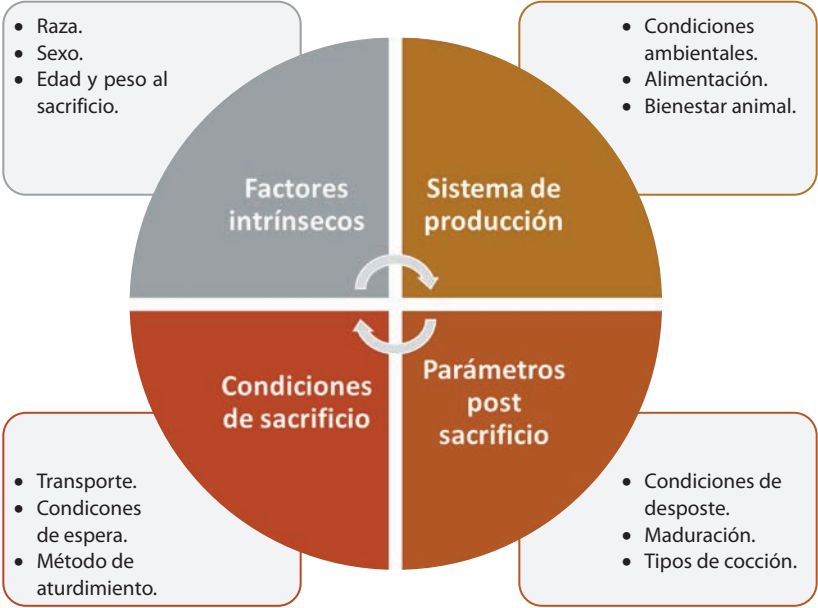 • Raza.
• Sexo.
• Edad y peso al
sacrificio.
• Condiciones
ambientales.
• Alimentación.
• Bienestar animal.
Factores
intrínsecos
Sistema de
producción
Condiciones
de sacrificio
Parámetros
post
sacrificio
• Transporte.
• Condicones
de espera.
• Método de
aturdimiento.
• Condiciones de
desposte.
• Maduración.
• Tipos de cocción.